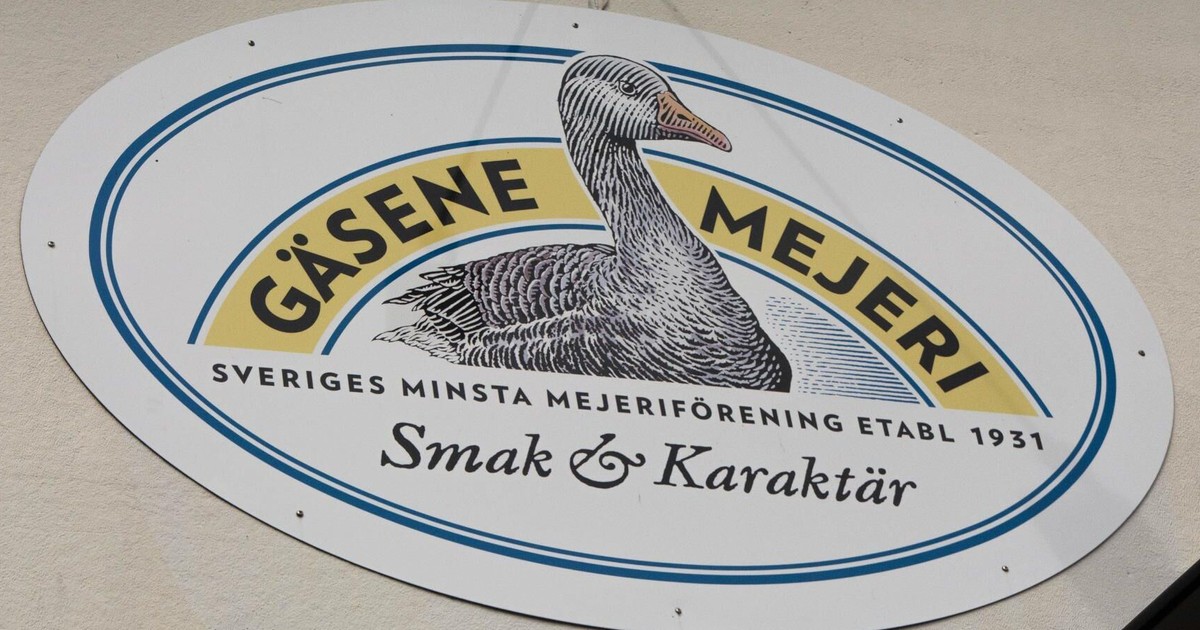 GÄSENE MEJERI
SVERIGES MINSTA MEJERIFÖRENING ETABL 1931
Smak & Karaktär